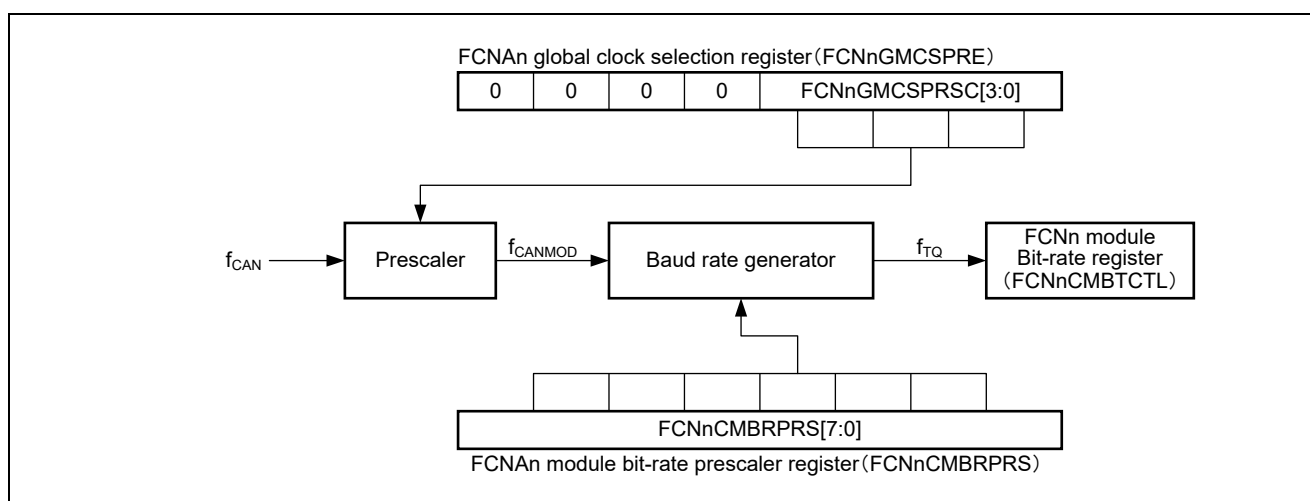 FCNAn global clock selection register(FCNnGMCSPRE)
0 0 0 0 FCNnGMCSPRSC[3:0]
fCAN Prescaler fCANMOD Baud rate generator fTQ
FCNn module
Bit-rate register
(FCNnCMBTCTL)
FCNnCMBRPRS[7:0]
FCNAn module bit-rate prescaler register(FCNnCMBRPRS)